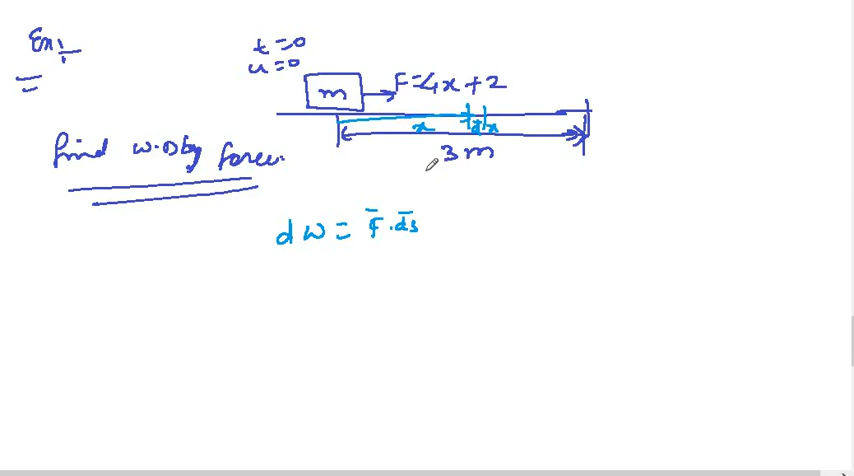 Ex:
t=0
u=0
m
F=4x+2
x
dx
3m
find w.D by force.
dw = F̅.d̅s̅